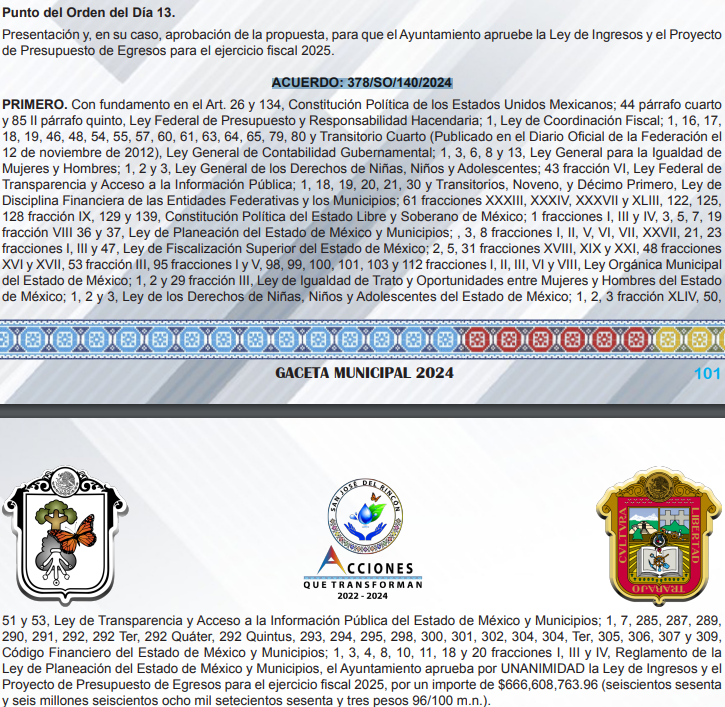 Punto del Orden del Día 13.
Presentación y, en su caso, aprobación de la propuesta, para que el Ayuntamiento apruebe la Ley de Ingresos y el Proyecto
de Presupuesto de Egresos para el ejercicio fiscal 2025.
ACUERDO: 378/SO/140/2024
PRIMERO. Con fundamento en el Art. 26 y 134, Constitución Política de los Estados Unidos Mexicanos; 44 párrafo cuarto
y 85 II párrafo quinto, Ley Federal de Presupuesto y Responsabilidad Hacendaria; 1, Ley de Coordinación Fiscal; 1, 16, 17,
18, 19, 46, 48, 54, 55, 57, 60, 61, 63, 64, 65, 79, 80 y Transitorio Cuarto (Publicado en el Diario Oficial de la Federación el
12 de noviembre de 2012), Ley General de Contabilidad Gubernamental; 1, 3, 6, 8 y 13, Ley General para la Igualdad de
Mujeres y Hombres; 1, 2 y 3, Ley General de los Derechos de Niñas, Niños y Adolescentes; 43 fracción VI, Ley Federal de
Transparencia y Acceso a la Información Pública; 1, 18, 19, 20, 21, 30 y Transitorios, Noveno, y Décimo Primero, Ley de
Disciplina Financiera de las Entidades Federativas y los Municipios; 61 fracciones XXXIII, XXXIV, XXXVII y XLIII, 122, 125,
128 fracción IX, 129 y 139, Constitución Política del Estado Libre y Soberano de México; 1 fracciones I, III y IV, 3, 5, 7, 19
fracción VIII 36 y 37, Ley de Planeación del Estado de México y Municipios; , 3, 8 fracciones I, II, V, VI, VII, XXVII, 21, 23
fracciones I, III y 47, Ley de Fiscalización Superior del Estado de México; 2, 5, 31 fracciones XVIII, XIX y XXI, 48 fracciones
XVI y XVII, 53 fracción III, 95 fracciones I y V, 98, 99, 100, 101, 103 y 112 fracciones I, II, III, VI y VIII, Ley Orgánica Municipal
del Estado de México; 1, 2 y 29 fracción III, Ley de Igualdad de Trato y Oportunidades entre Mujeres y Hombres del Estado
de México; 1, 2 y 3, Ley de los Derechos de Niñas, Niños y Adolescentes del Estado de México; 1, 2, 3 fracción XLIV, 50,
GACETA MUNICIPAL 2024
101
SAN JOSÉ DEL RINCÓN
ACCIONES
QUE TRANSFORMAN
2022 - 2024
CVLTVRA
LIBERTAD
TRABAJO
51 y 53, Ley de Transparencia y Acceso a la Información Pública del Estado de México y Municipios; 1, 7, 285, 287, 289,
290, 291, 292, 292 Ter, 292 Quáter, 292 Quintus, 293, 294, 295, 298, 300, 301, 302, 304, 304, Ter, 305, 306, 307 y 309,
Código Financiero del Estado de México y Municipios; 1, 3, 4, 8, 10, 11, 18 y 20 fracciones I, III y IV, Reglamento de la
Ley de Planeación del Estado de México y Municipios, el Ayuntamiento aprueba por UNANIMIDAD la Ley de Ingresos y el
Proyecto de Presupuesto de Egresos para el ejercicio fiscal 2025, por un importe de $666,608,763.96 (seiscientos sesenta
y seis millones seiscientos ocho mil setecientos sesenta y tres pesos 96/100 m.n.).